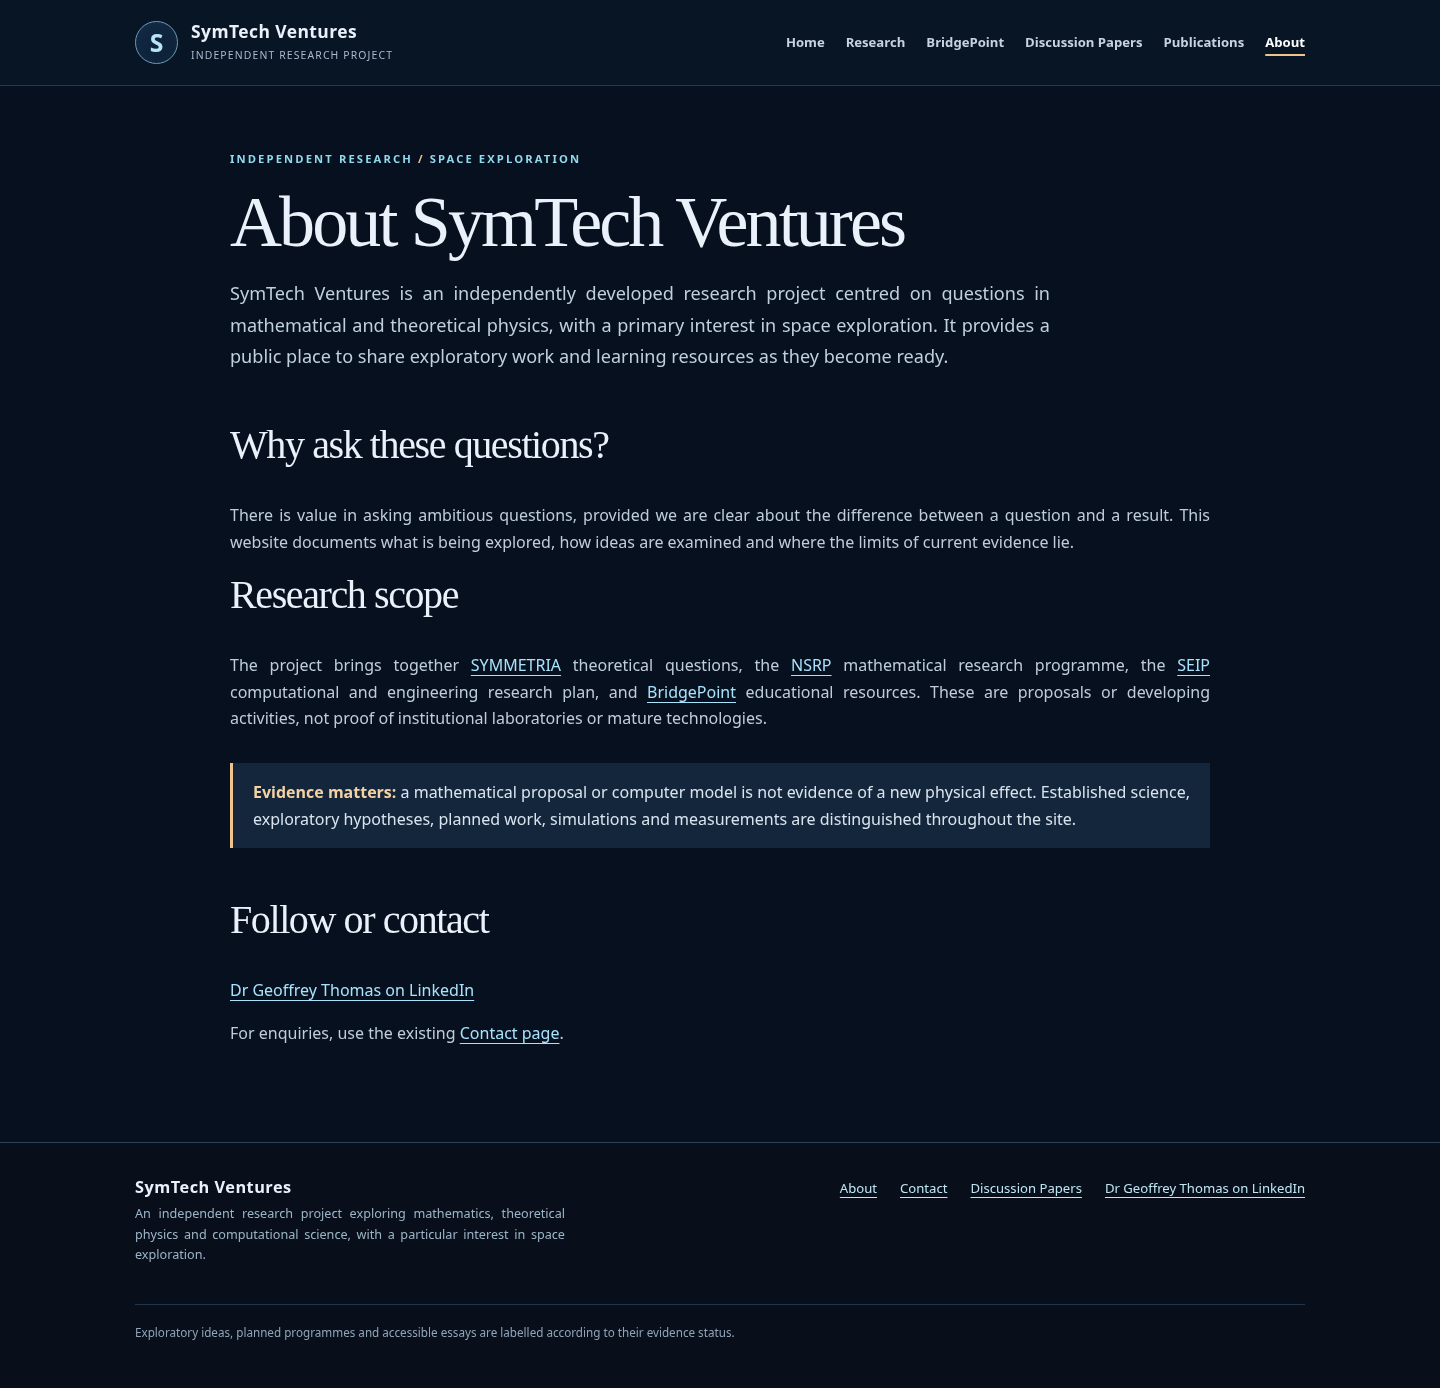 S
SymTech Ventures
INDEPENDENT RESEARCH PROJECT
Home Research BridgePoint Discussion Papers Publications About
INDEPENDENT RESEARCH / SPACE EXPLORATION
About SymTech Ventures
SymTech Ventures is an independently developed research project centred on questions in
mathematical and theoretical physics, with a primary interest in space exploration. It provides a
public place to share exploratory work and learning resources as they become ready.
Why ask these questions?
There is value in asking ambitious questions, provided we are clear about the difference between a question and a result. This
website documents what is being explored, how ideas are examined and where the limits of current evidence lie.
Research scope
The project brings together SYMMETRIA theoretical questions, the NSRP mathematical research programme, the SEIP
computational and engineering research plan, and BridgePoint educational resources. These are proposals or developing
activities, not proof of institutional laboratories or mature technologies.
Evidence matters: a mathematical proposal or computer model is not evidence of a new physical effect. Established science,
exploratory hypotheses, planned work, simulations and measurements are distinguished throughout the site.
Follow or contact
Dr Geoffrey Thomas on LinkedIn
For enquiries, use the existing Contact page.
SymTech Ventures
An independent research project exploring mathematics, theoretical
physics and computational science, with a particular interest in space
exploration.
About Contact Discussion Papers Dr Geoffrey Thomas on LinkedIn
Exploratory ideas, planned programmes and accessible essays are labelled according to their evidence status.